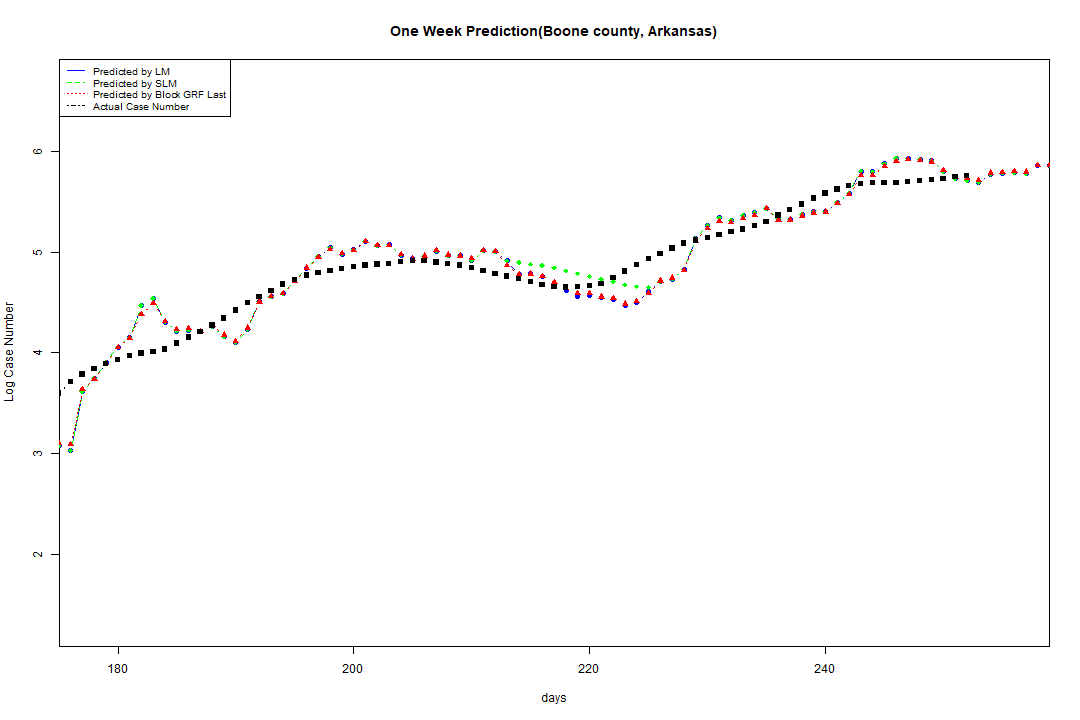 One Week Prediction(Boone county, Arkansas)
Predicted by LM
Predicted by SLM
Predicted by Block GRF Last
Actual Case Number
6
5
4
3
2
Log Case Number
180 200 220 240
days